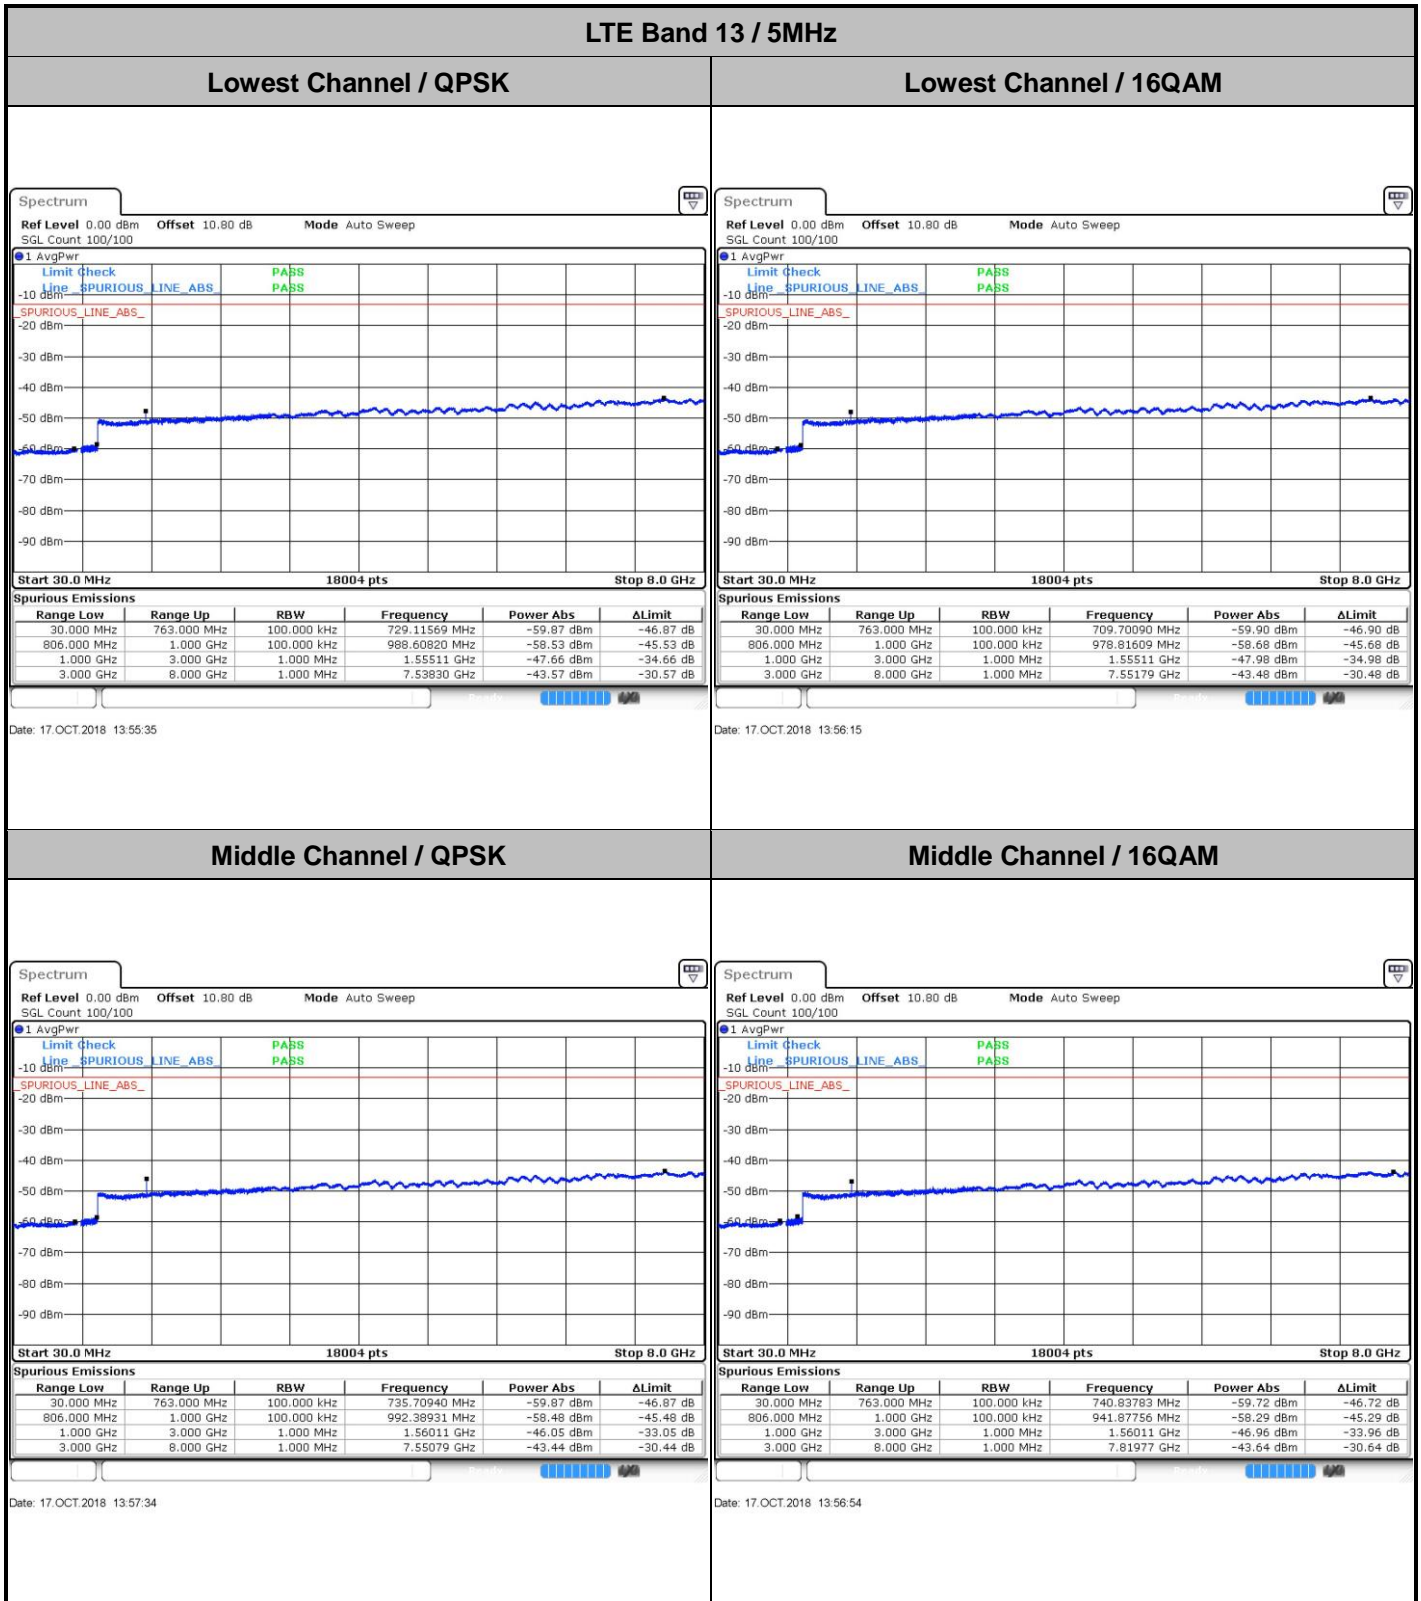 LTE Band 13 / 5MHz
Lowest Channel / QPSK
Lowest Channel / 16QAM
Spectrum
Ref Level 0.00 dBm Offset 10.80 dB Mode Auto Sweep
SGL Count 100/100
1 AvgPwr
Limit Check PASS
Line _SPURIOUS_LINE_ABS_ PASS
-10 dBm
_SPURIOUS_LINE_ABS_
-20 dBm
-30 dBm
-40 dBm
-50 dBm
-60 dBm
-70 dBm
-80 dBm
-90 dBm
Start 30.0 MHz 18004 pts Stop 8.0 GHz
Spurious Emissions
Range Low Range Up RBW Frequency Power Abs ΔLimit
30.000 MHz 763.000 MHz 100.000 kHz 729.11569 MHz -59.87 dBm -46.87 dB
806.000 MHz 1.000 GHz 100.000 kHz 988.60820 MHz -58.53 dBm -45.53 dB
1.000 GHz 3.000 GHz 1.000 MHz 1.55511 GHz -47.66 dBm -34.66 dB
3.000 GHz 8.000 GHz 1.000 MHz 7.53830 GHz -43.57 dBm -30.57 dB
Date: 17.OCT.2018 13:55:35
Spectrum
Ref Level 0.00 dBm Offset 10.80 dB Mode Auto Sweep
SGL Count 100/100
1 AvgPwr
Limit Check PASS
Line _SPURIOUS_LINE_ABS_ PASS
-10 dBm
_SPURIOUS_LINE_ABS_
-20 dBm
-30 dBm
-40 dBm
-50 dBm
-60 dBm
-70 dBm
-80 dBm
-90 dBm
Start 30.0 MHz 18004 pts Stop 8.0 GHz
Spurious Emissions
Range Low Range Up RBW Frequency Power Abs ΔLimit
30.000 MHz 763.000 MHz 100.000 kHz 709.70090 MHz -59.90 dBm -46.90 dB
806.000 MHz 1.000 GHz 100.000 kHz 978.81609 MHz -58.68 dBm -45.68 dB
1.000 GHz 3.000 GHz 1.000 MHz 1.55511 GHz -47.98 dBm -34.98 dB
3.000 GHz 8.000 GHz 1.000 MHz 7.55179 GHz -43.48 dBm -30.48 dB
Date: 17.OCT.2018 13:56:15
Middle Channel / QPSK
Middle Channel / 16QAM
Spectrum
Ref Level 0.00 dBm Offset 10.80 dB Mode Auto Sweep
SGL Count 100/100
1 AvgPwr
Limit Check PASS
Line _SPURIOUS_LINE_ABS_ PASS
-10 dBm
_SPURIOUS_LINE_ABS_
-20 dBm
-30 dBm
-40 dBm
-50 dBm
-60 dBm
-70 dBm
-80 dBm
-90 dBm
Start 30.0 MHz 18004 pts Stop 8.0 GHz
Spurious Emissions
Range Low Range Up RBW Frequency Power Abs ΔLimit
30.000 MHz 763.000 MHz 100.000 kHz 735.70940 MHz -59.87 dBm -46.87 dB
806.000 MHz 1.000 GHz 100.000 kHz 992.38931 MHz -58.48 dBm -45.48 dB
1.000 GHz 3.000 GHz 1.000 MHz 1.56011 GHz -46.05 dBm -33.05 dB
3.000 GHz 8.000 GHz 1.000 MHz 7.55079 GHz -43.44 dBm -30.44 dB
Date: 17.OCT.2018 13:57:34
Spectrum
Ref Level 0.00 dBm Offset 10.80 dB Mode Auto Sweep
SGL Count 100/100
1 AvgPwr
Limit Check PASS
Line _SPURIOUS_LINE_ABS_ PASS
-10 dBm
_SPURIOUS_LINE_ABS_
-20 dBm
-30 dBm
-40 dBm
-50 dBm
-60 dBm
-70 dBm
-80 dBm
-90 dBm
Start 30.0 MHz 18004 pts Stop 8.0 GHz
Spurious Emissions
Range Low Range Up RBW Frequency Power Abs ΔLimit
30.000 MHz 763.000 MHz 100.000 kHz 740.83783 MHz -59.72 dBm -46.72 dB
806.000 MHz 1.000 GHz 100.000 kHz 941.87756 MHz -58.29 dBm -45.29 dB
1.000 GHz 3.000 GHz 1.000 MHz 1.56011 GHz -46.96 dBm -33.96 dB
3.000 GHz 8.000 GHz 1.000 MHz 7.81977 GHz -43.64 dBm -30.64 dB
Date: 17.OCT.2018 13:56:54